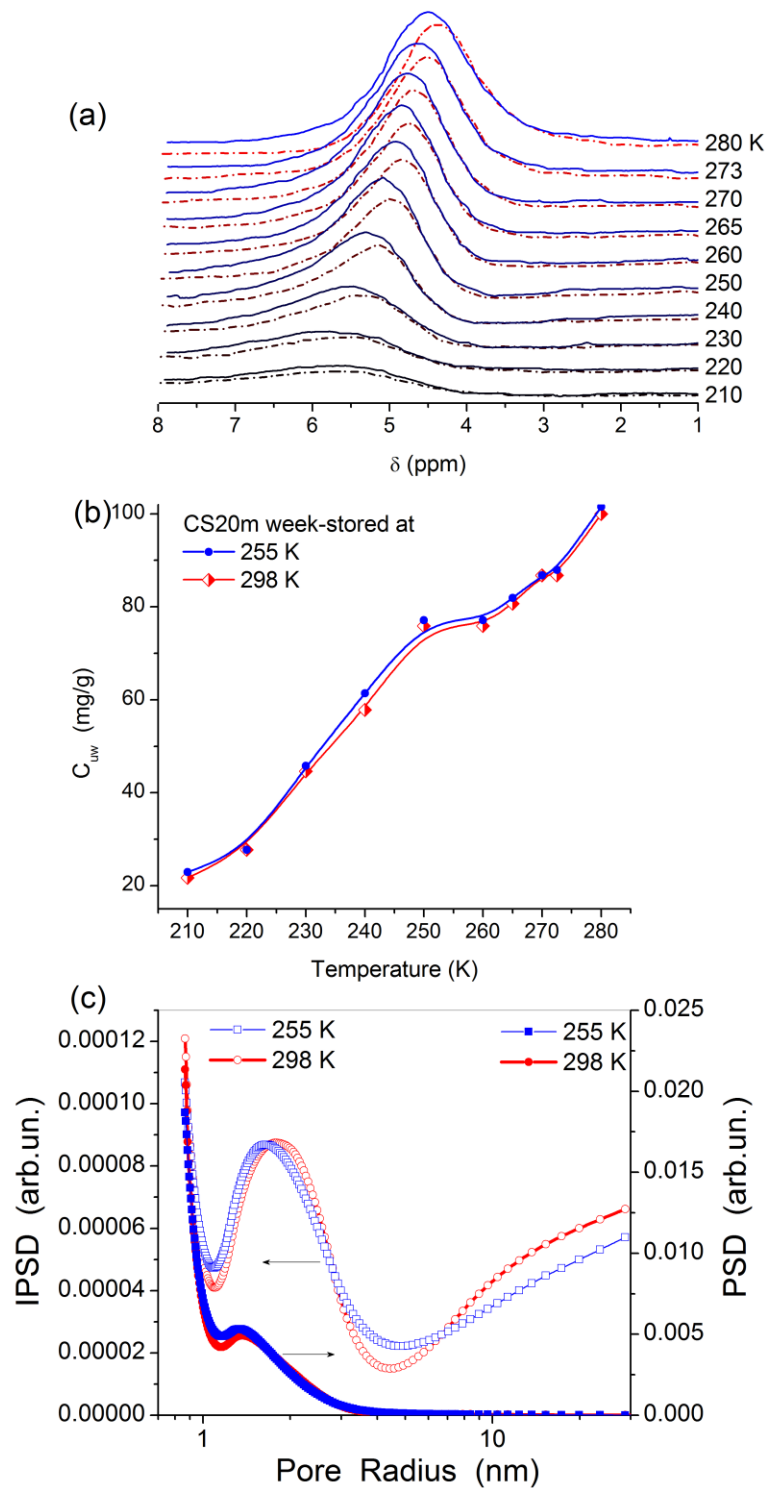 (a)
280 K
273
270
265
260
250
240
230
220
210
8 7 6 5 4 3 2 1
δ (ppm)
(b)
CS20m week-stored at
255 K
298 K
100
80
60
40
20
C_uw (mg/g)
210 220 230 240 250 260 270 280
Temperature (K)
(c)
255 K
298 K
255 K
298 K
0.00012
0.00010
0.00008
0.00006
0.00004
0.00002
0.00000
IPSD (arb.un.)
0.025
0.020
0.015
0.010
0.005
0.000
PSD (arb.un.)
1 10
Pore Radius (nm)